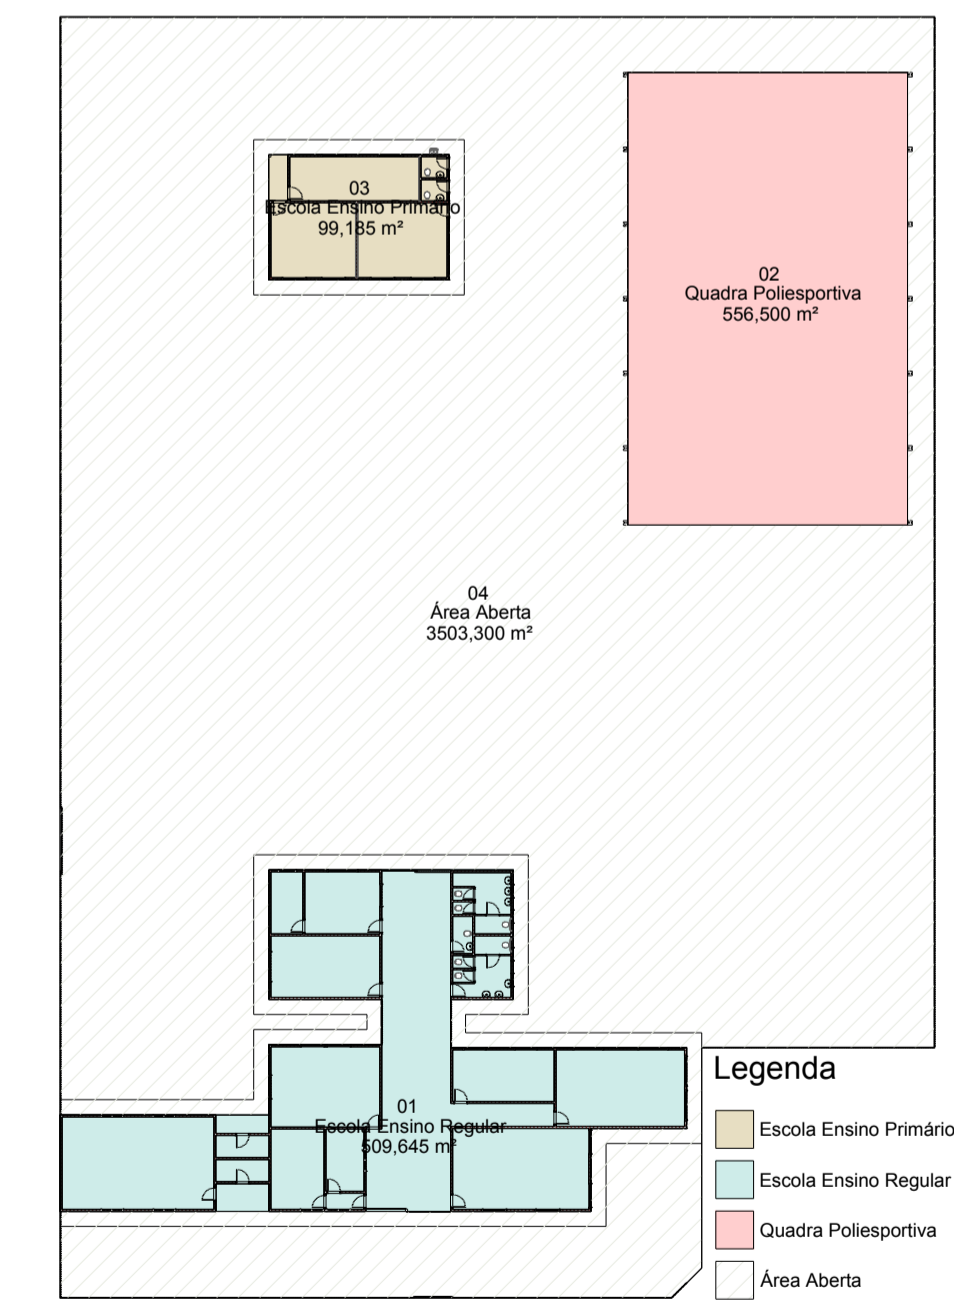 03
Escola Ensino Primário
99,185 m²
02
Quadra Poliesportiva
556,500 m²
04
Área Aberta
3503,300 m²
01
Escola Ensino Regular
509,645 m²
Legenda
Escola Ensino Primário
Escola Ensino Regular
Quadra Poliesportiva
Área Aberta